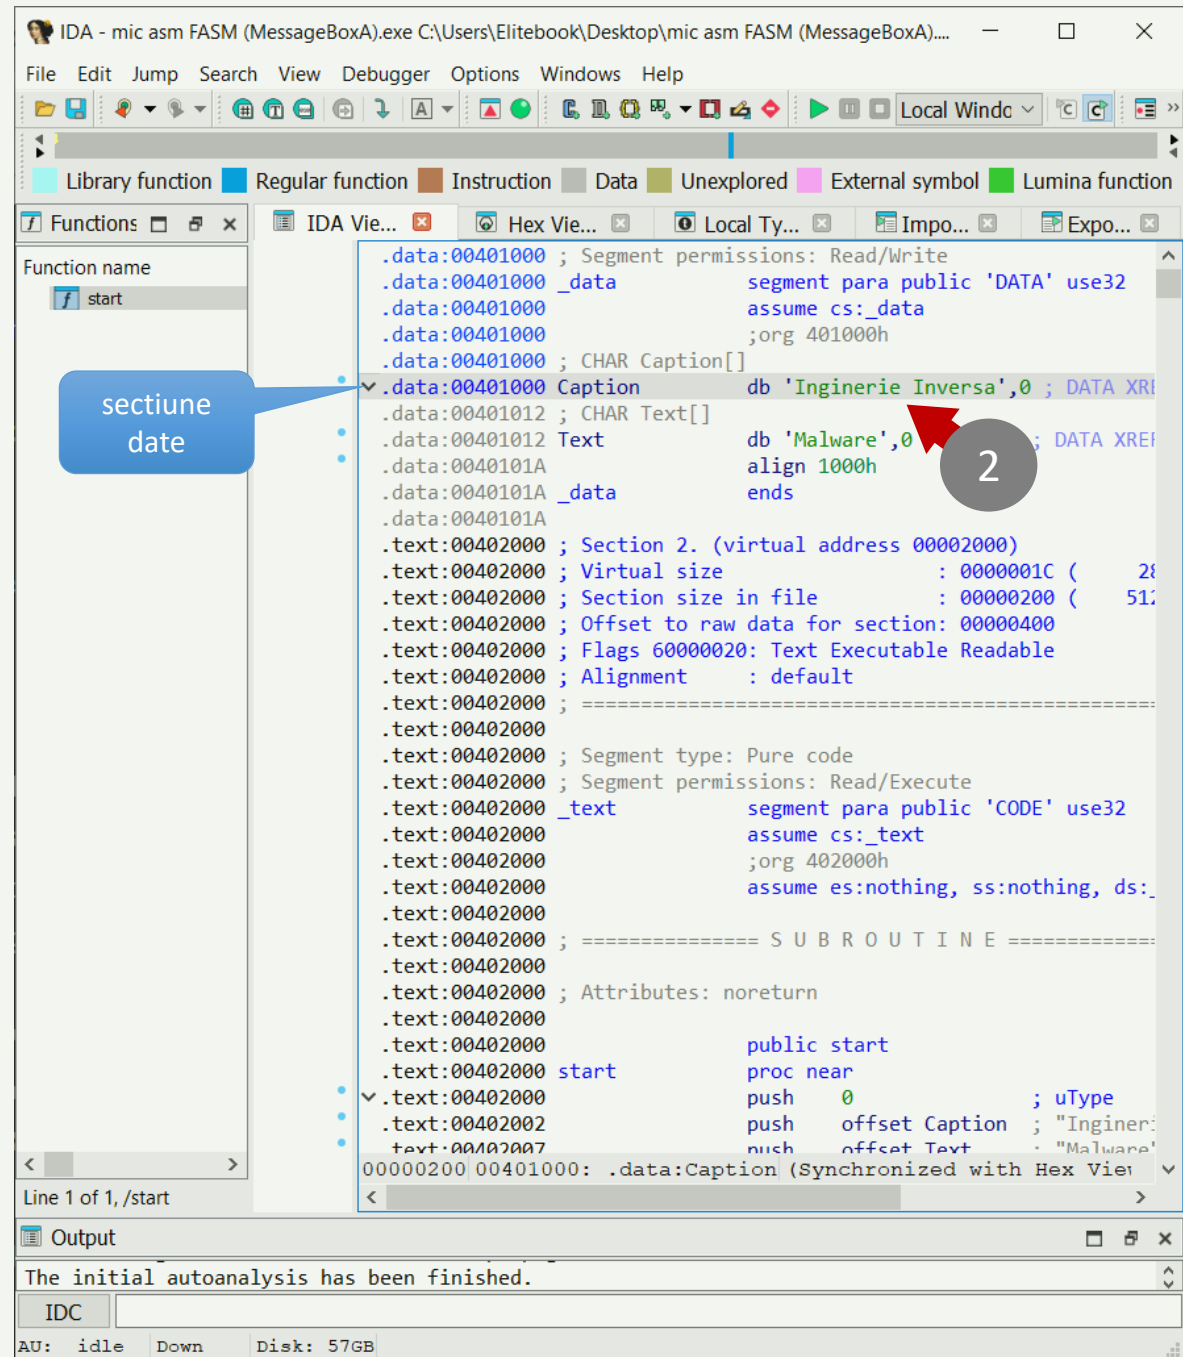 IDA - mic asm FASM (MessageBoxA).exe C:\Users\Elitebook\Desktop\mic asm FASM (MessageBoxA)....
File Edit Jump Search View Debugger Options Windows Help
Local Windo
Library function Regular function Instruction Data Unexplored External symbol Lumina function
Functions IDA Vie... Hex Vie... Local Ty... Impo... Expo...
Function name
start
sectiune
date
.data:00401000 ; Segment permissions: Read/Write
.data:00401000 _data segment para public 'DATA' use32
.data:00401000 assume cs:_data
.data:00401000 ;org 401000h
.data:00401000 ; CHAR Caption[]
.data:00401000 Caption db 'Inginerie Inversa',0 ; DATA XRE
.data:00401012 ; CHAR Text[]
.data:00401012 Text db 'Malware',0 ; DATA XREF
2
.data:0040101A align 1000h
.data:0040101A _data ends
.data:0040101A
.text:00402000 ; Section 2. (virtual address 00002000)
.text:00402000 ; Virtual size : 0000001C ( 28
.text:00402000 ; Section size in file : 00000200 ( 512
.text:00402000 ; Offset to raw data for section: 00000400
.text:00402000 ; Flags 60000020: Text Executable Readable
.text:00402000 ; Alignment : default
.text:00402000 ; =================================================
.text:00402000
.text:00402000 ; Segment type: Pure code
.text:00402000 ; Segment permissions: Read/Execute
.text:00402000 _text segment para public 'CODE' use32
.text:00402000 assume cs:_text
.text:00402000 ;org 402000h
.text:00402000 assume es:nothing, ss:nothing, ds:_
.text:00402000
.text:00402000 ; =============== S U B R O U T I N E =============
.text:00402000
.text:00402000 ; Attributes: noreturn
.text:00402000
.text:00402000 public start
.text:00402000 start proc near
.text:00402000 push 0 ; uType
.text:00402002 push offset Caption ; "Ingineri
.text:00402007 push offset Text ; "Malware"
00000200 00401000: .data:Caption (Synchronized with Hex View
Line 1 of 1, /start
Output
The initial autoanalysis has been finished.
IDC
AU: idle Down Disk: 57GB